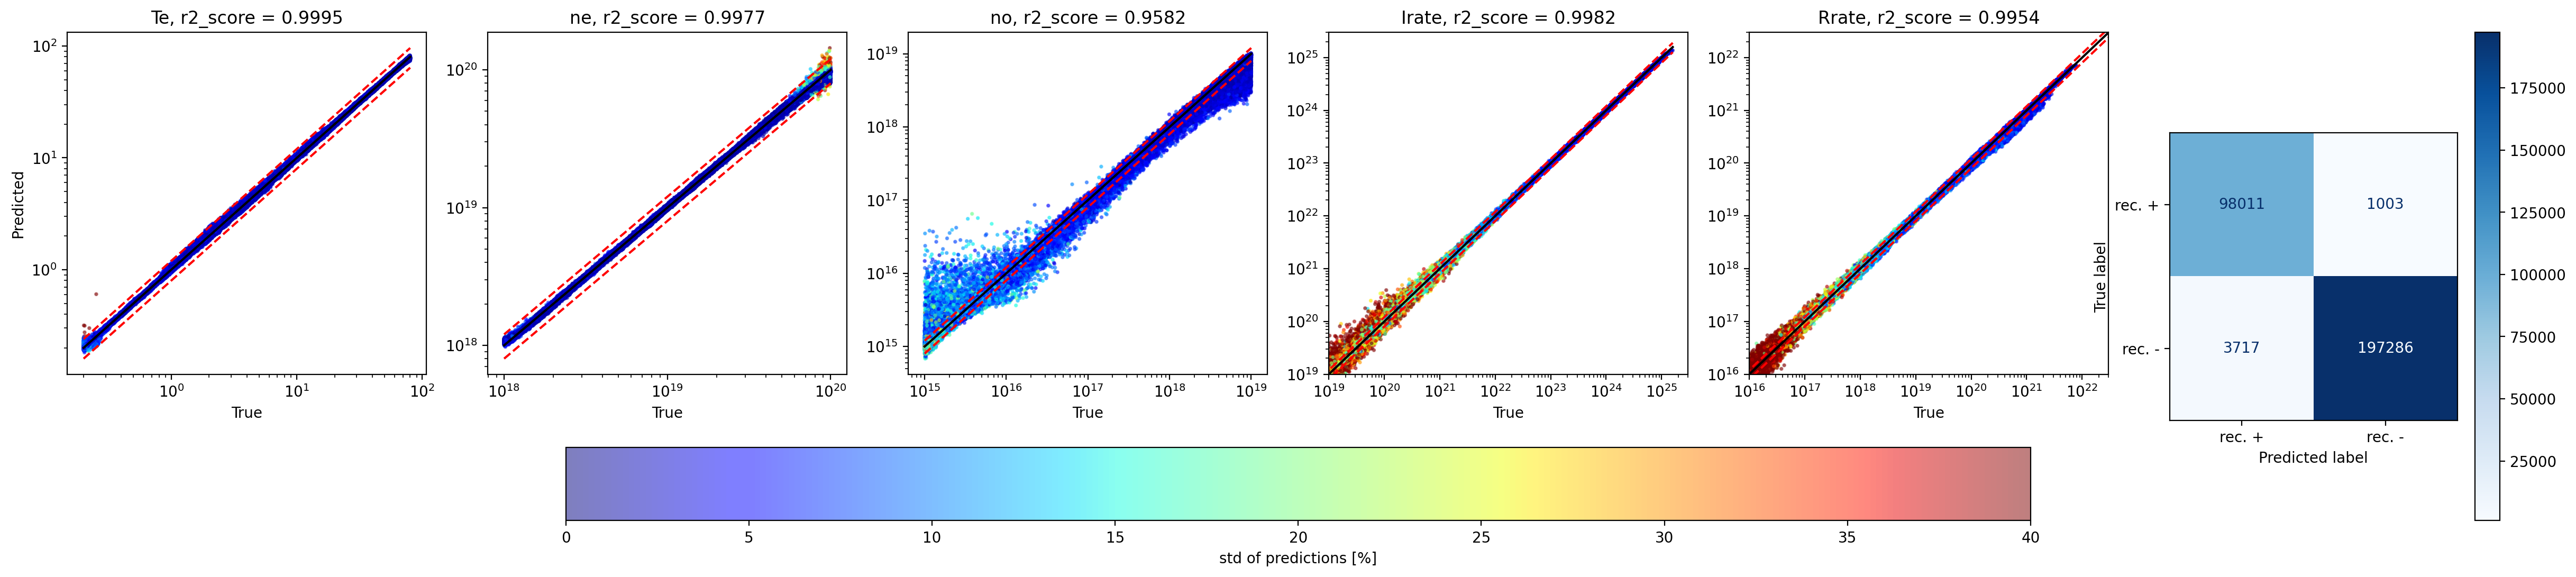 Te, r2_score = 0.9995
Predicted
10²
10¹
10⁰
10⁰ 10¹ 10²
True
ne, r2_score = 0.9977
10²⁰
10¹⁹
10¹⁸
10¹⁸ 10¹⁹ 10²⁰
True
no, r2_score = 0.9582
10¹⁹
10¹⁸
10¹⁷
10¹⁶
10¹⁵
10¹⁵ 10¹⁶ 10¹⁷ 10¹⁸ 10¹⁹
True
Irate, r2_score = 0.9982
10²⁵
10²⁴
10²³
10²²
10²¹
10²⁰
10¹⁹
10¹⁹ 10²⁰ 10²¹ 10²² 10²³ 10²⁴ 10²⁵
True
Rrate, r2_score = 0.9954
10²²
10²¹
10²⁰
10¹⁹
10¹⁸
10¹⁷
10¹⁶
10¹⁶ 10¹⁷ 10¹⁸ 10¹⁹ 10²⁰ 10²¹ 10²²
True
True label
rec. + 98011 1003
rec. - 3717 197286
rec. + rec. -
Predicted label
175000
150000
125000
100000
75000
50000
25000
0 5 10 15 20 25 30 35 40
std of predictions [%]